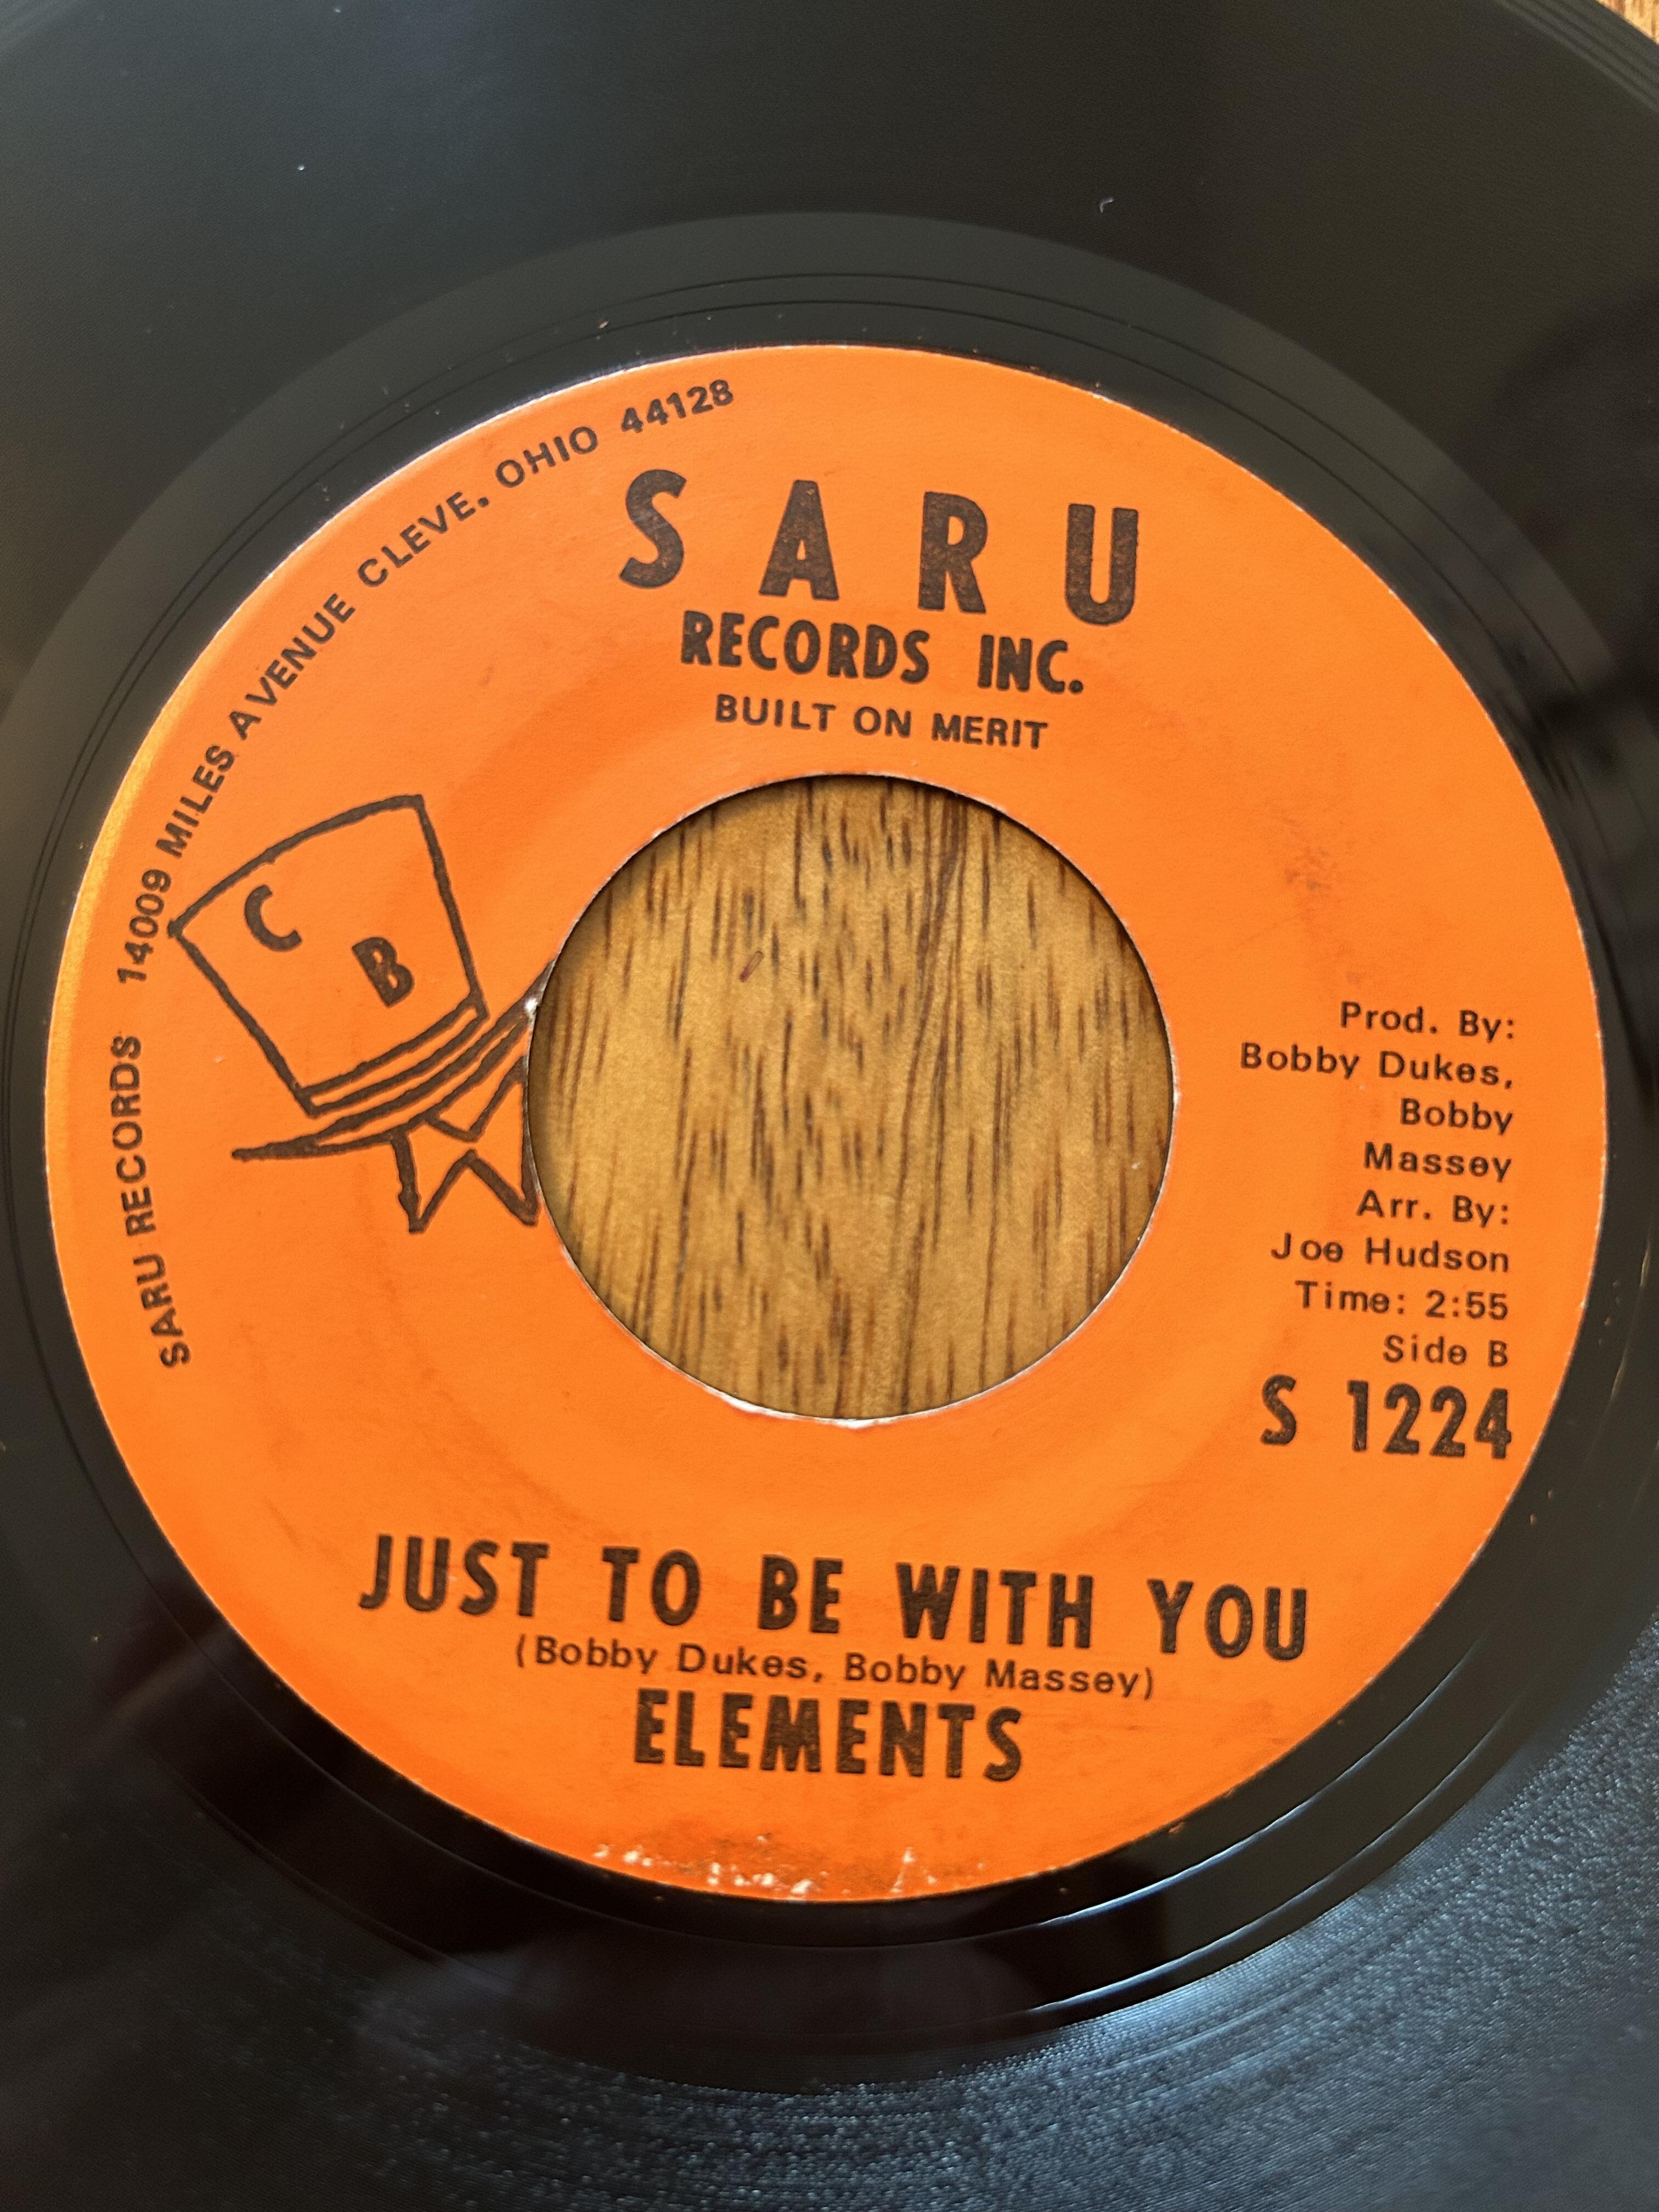 SARU RECORDS 14009 MILES AVENUE CLEVE. OHIO 44128
SARU
RECORDS INC.
BUILT ON MERIT
C
B
Prod. By:
Bobby Dukes,
Bobby
Massey
Arr. By:
Joe Hudson
Time: 2:55
Side B
S 1224
JUST TO BE WITH YOU
(Bobby Dukes, Bobby Massey)
ELEMENTS